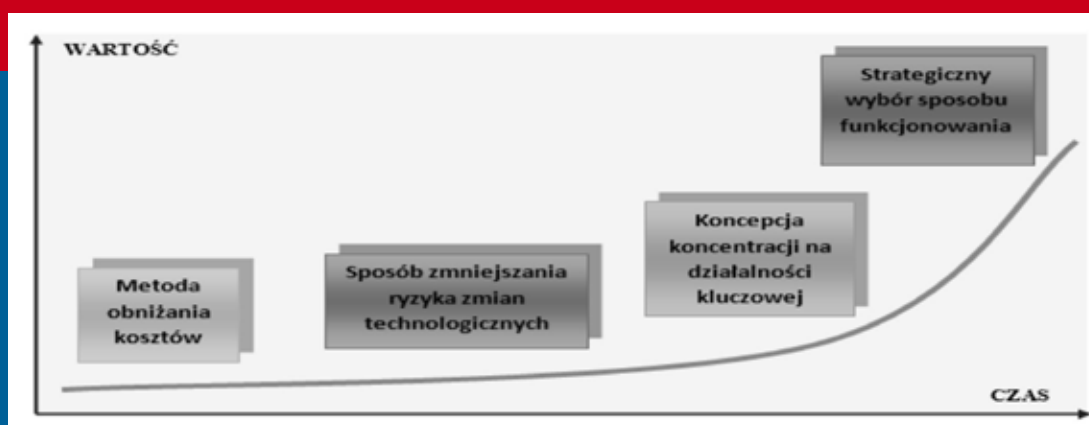 WARTOŚĆ
Metoda
obniżania
kosztów
Sposób zmniejszania
ryzyka zmian
technologicznych
Koncepcja
koncentracji na
działalności
kluczowej
Strategiczny
wybór sposobu
funkcjonowania
CZAS